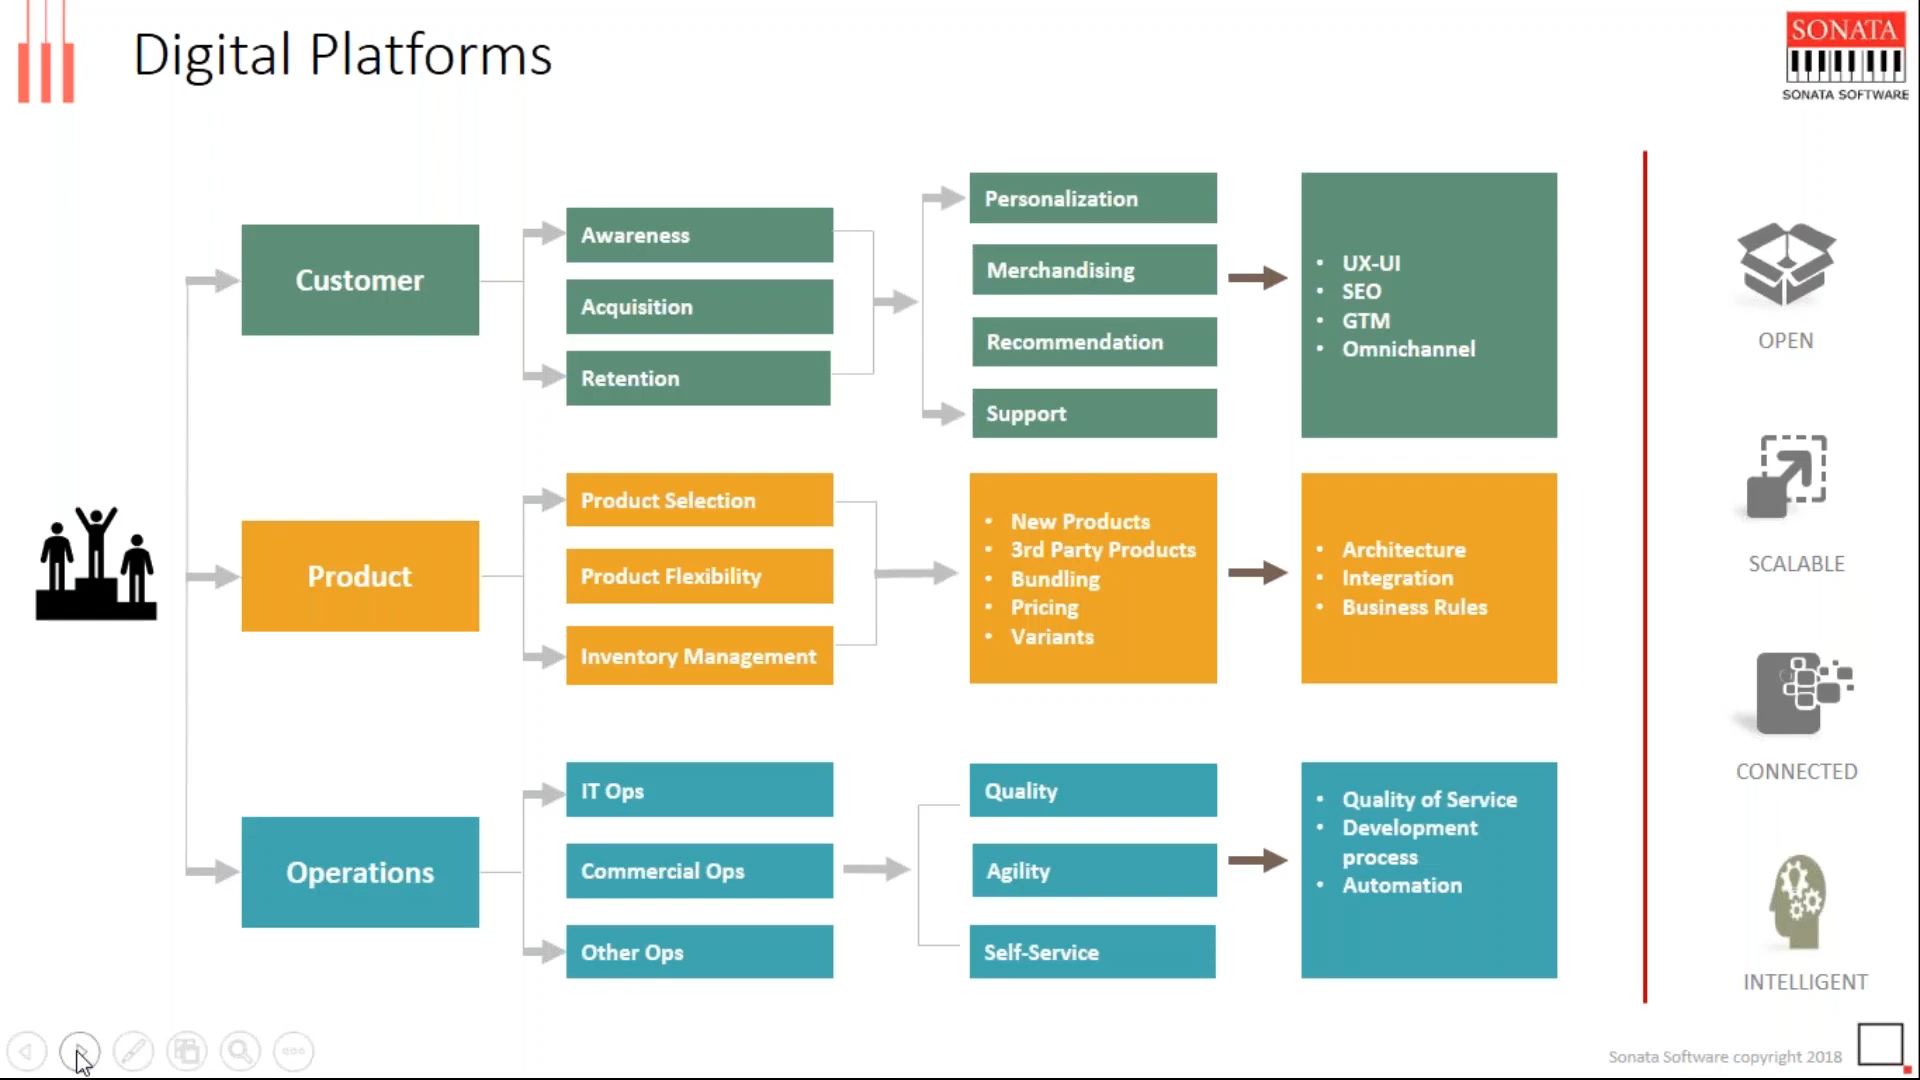 Digital Platforms
SONATA
SONATA SOFTWARE
Customer
Awareness
Acquisition
Retention
Personalization
Merchandising
Recommendation
Support
• UX-UI
• SEO
• GTM
• Omnichannel
Product
Product Selection
Product Flexibility
Inventory Management
• New Products
• 3rd Party Products
• Bundling
• Pricing
• Variants
• Architecture
• Integration
• Business Rules
Operations
IT Ops
Commercial Ops
Other Ops
Quality
Agility
Self-Service
• Quality of Service
• Development
process
• Automation
OPEN
SCALABLE
CONNECTED
INTELLIGENT
Sonata Software copyright 2018